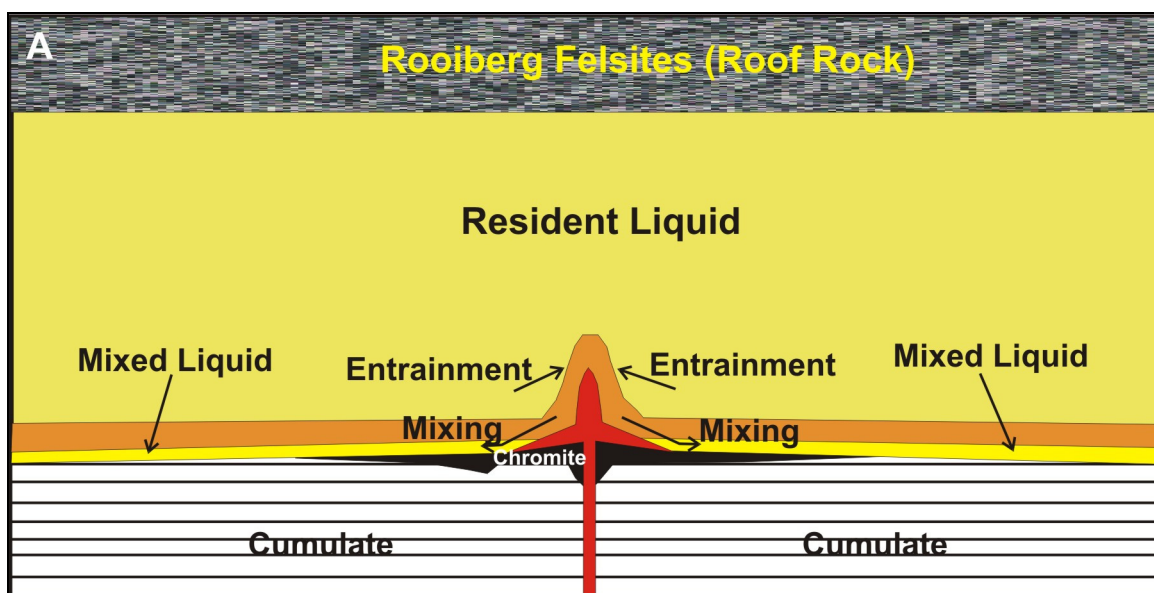 A
Rooiberg Felsites (Roof Rock)
Resident Liquid
Mixed Liquid
Entrainment
Entrainment
Mixed Liquid
Mixing
Mixing
Chromite
Cumulate
Cumulate